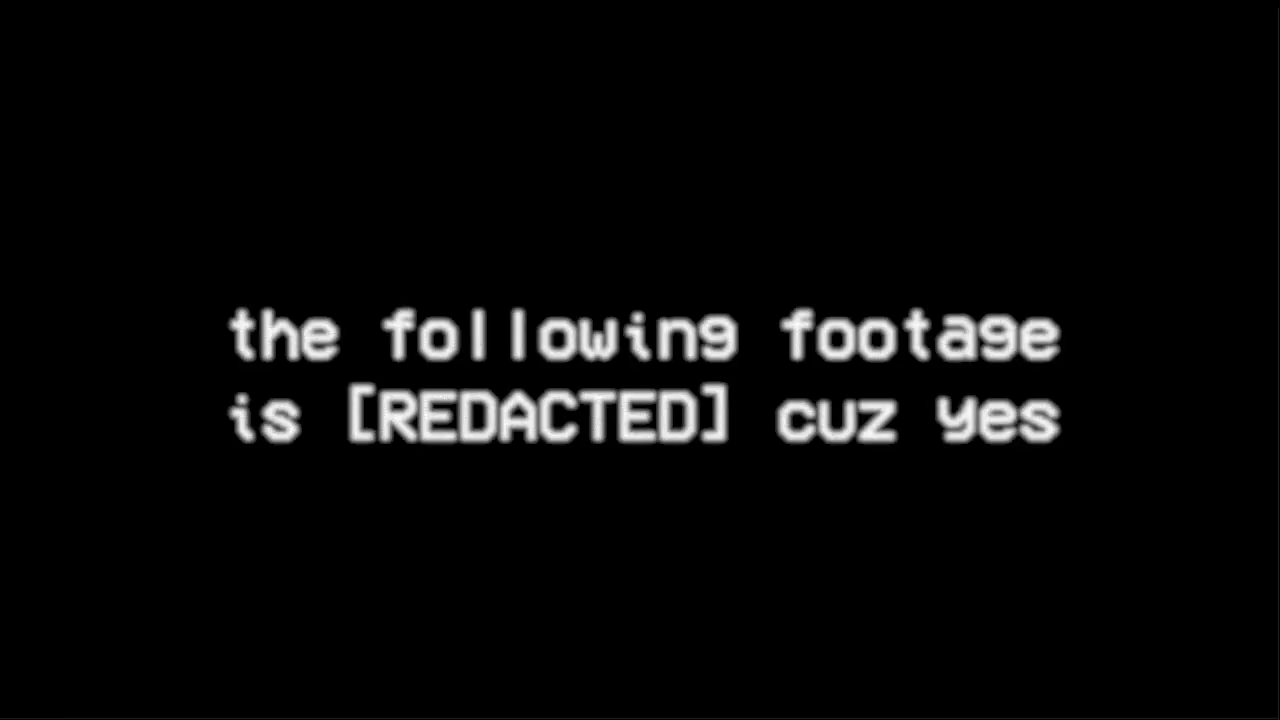 the following footage
is [REDACTED] cuz yes